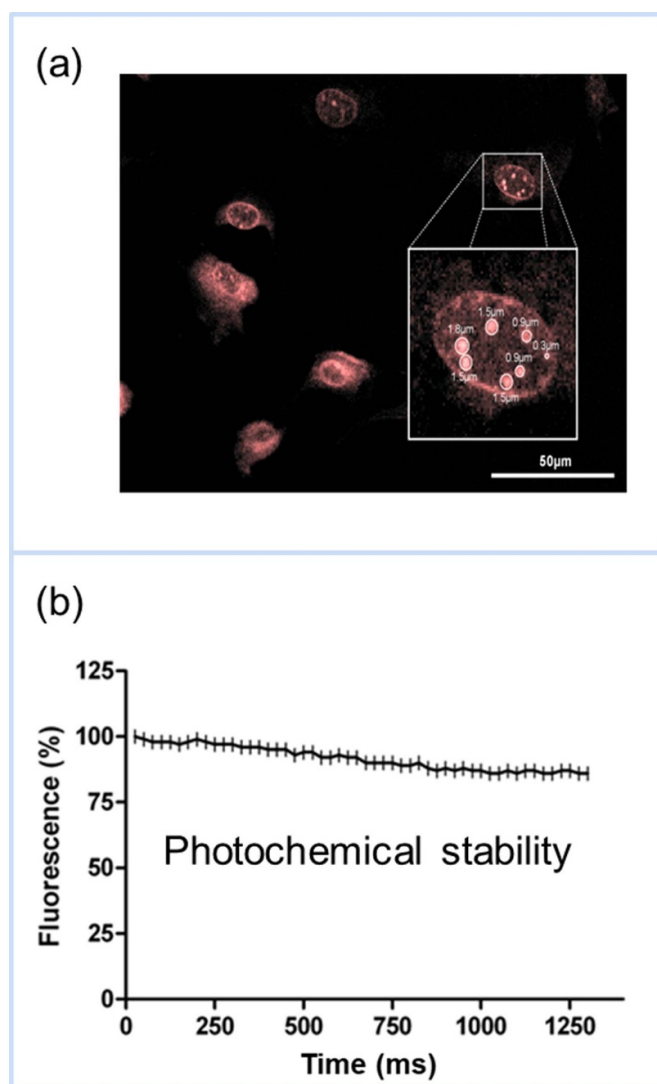 (a)
1.5μm
0.9μm
1.8μm
0.3μm
0.9μm
1.5μm
1.5μm
50μm
(b)
125
100
75
50
25
0
Fluorescence (%)
Photochemical stability
0 250 500 750 1000 1250
Time (ms)